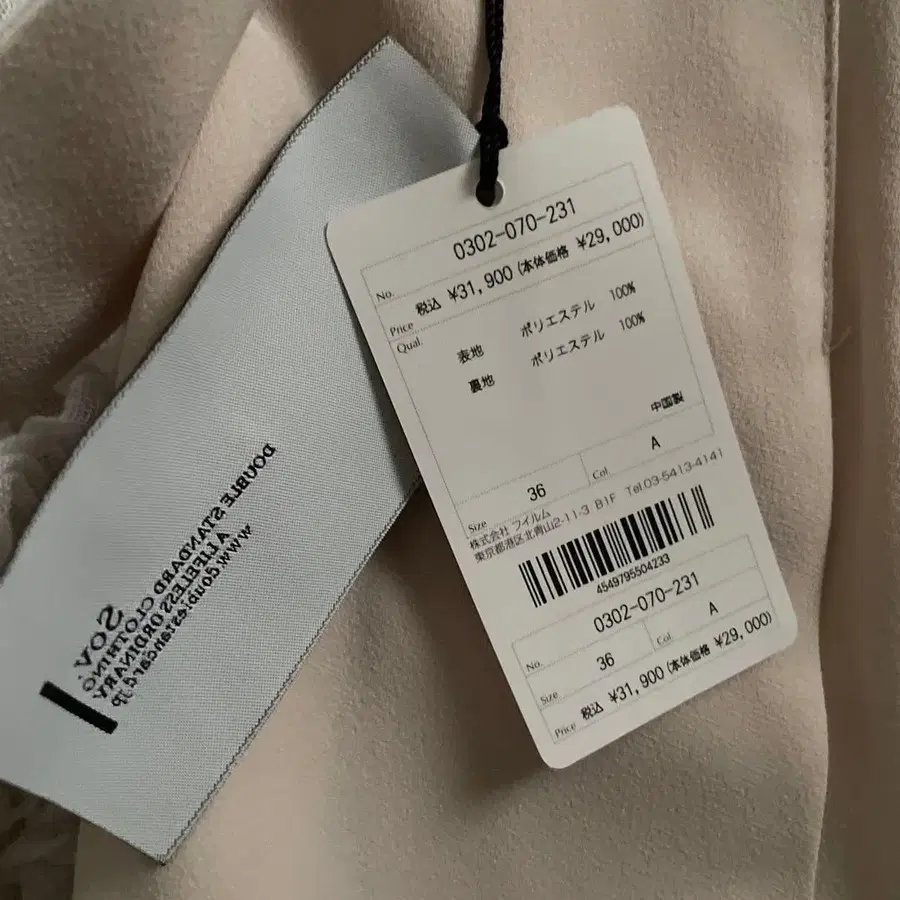 No. 0302-070-231
Price 税込 ¥31,900 (本体価格 ¥29,000)
Qual. 表地 ポリエステル 100%
裏地 ポリエステル 100%
中国製
Size 36 Col A
株式会社 フイルム
東京都港区北青山2-11-3 B1F Tel.03-5413-4141
4549795504233
No. 0302-070-231
Size 36 Col A
Price 税込 ¥31,900 (本体価格 ¥29,000)
SOV
DOUBLE STANDARD CLOTHING
A LIFELESS ORDINARY
www.doublestandard.jp